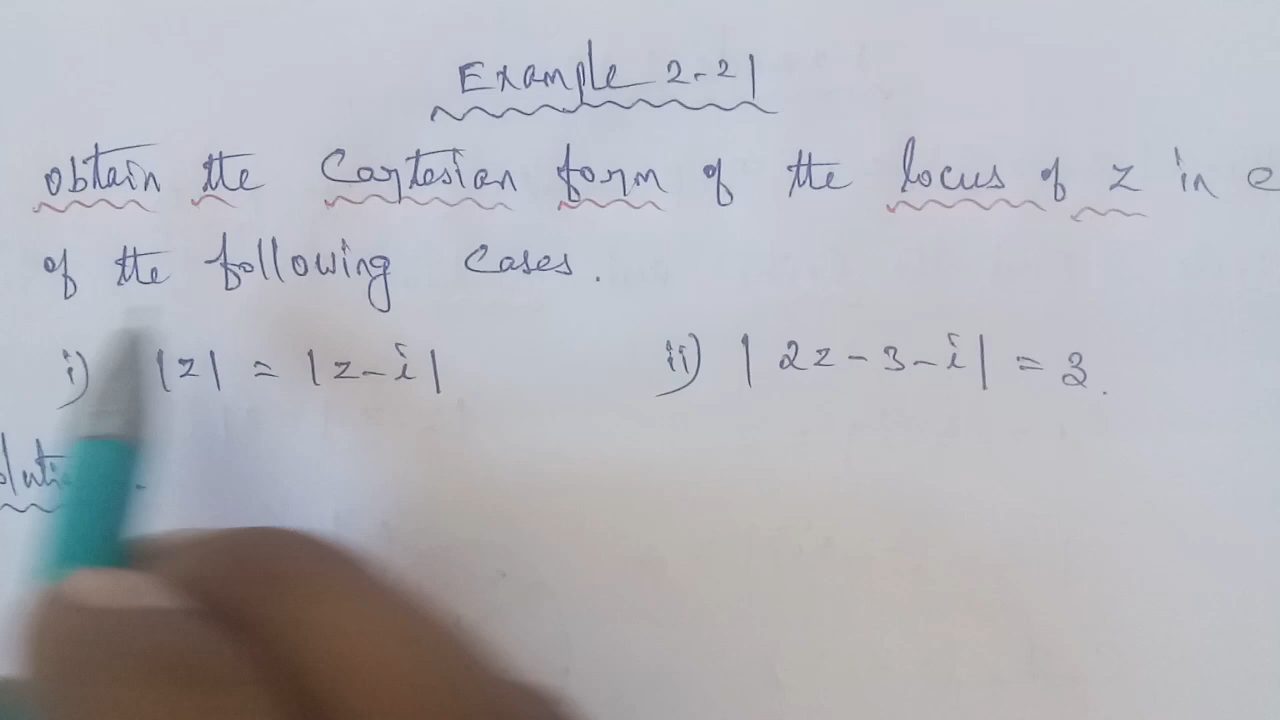 Example 2.21
obtain the Cartesian form of the locus of z in
of the following Cases.
i) |z| = |z-i| ii) | 2z - 3 - i| = 3.